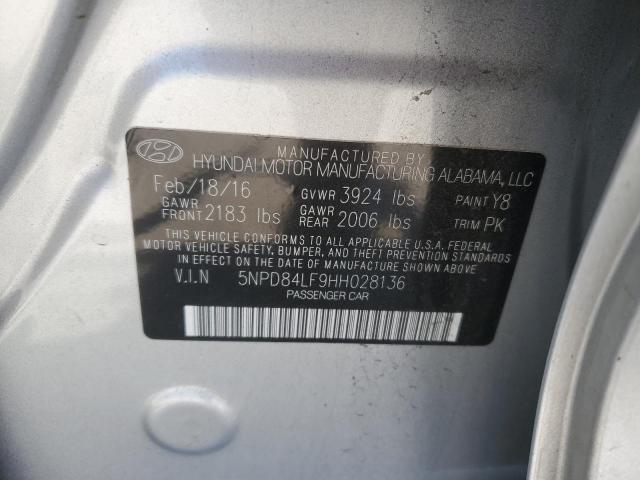 MANUFACTURED BY
HYUNDAI MOTOR MANUFACTURING ALABAMA, LLC
Feb/18/16 GVWR 3924 lbs PAINT Y8
GAWR FRONT 2183 lbs GAWR REAR 2006 lbs TRIM PK
THIS VEHICLE CONFORMS TO ALL APPLICABLE U.S.A. FEDERAL
MOTOR VEHICLE SAFETY, BUMPER, AND THEFT PREVENTION STANDARDS
IN EFFECT ON THE DATE OF MANUFACTURE SHOWN ABOVE
V.I.N 5NPD84LF9HH028136
PASSENGER CAR